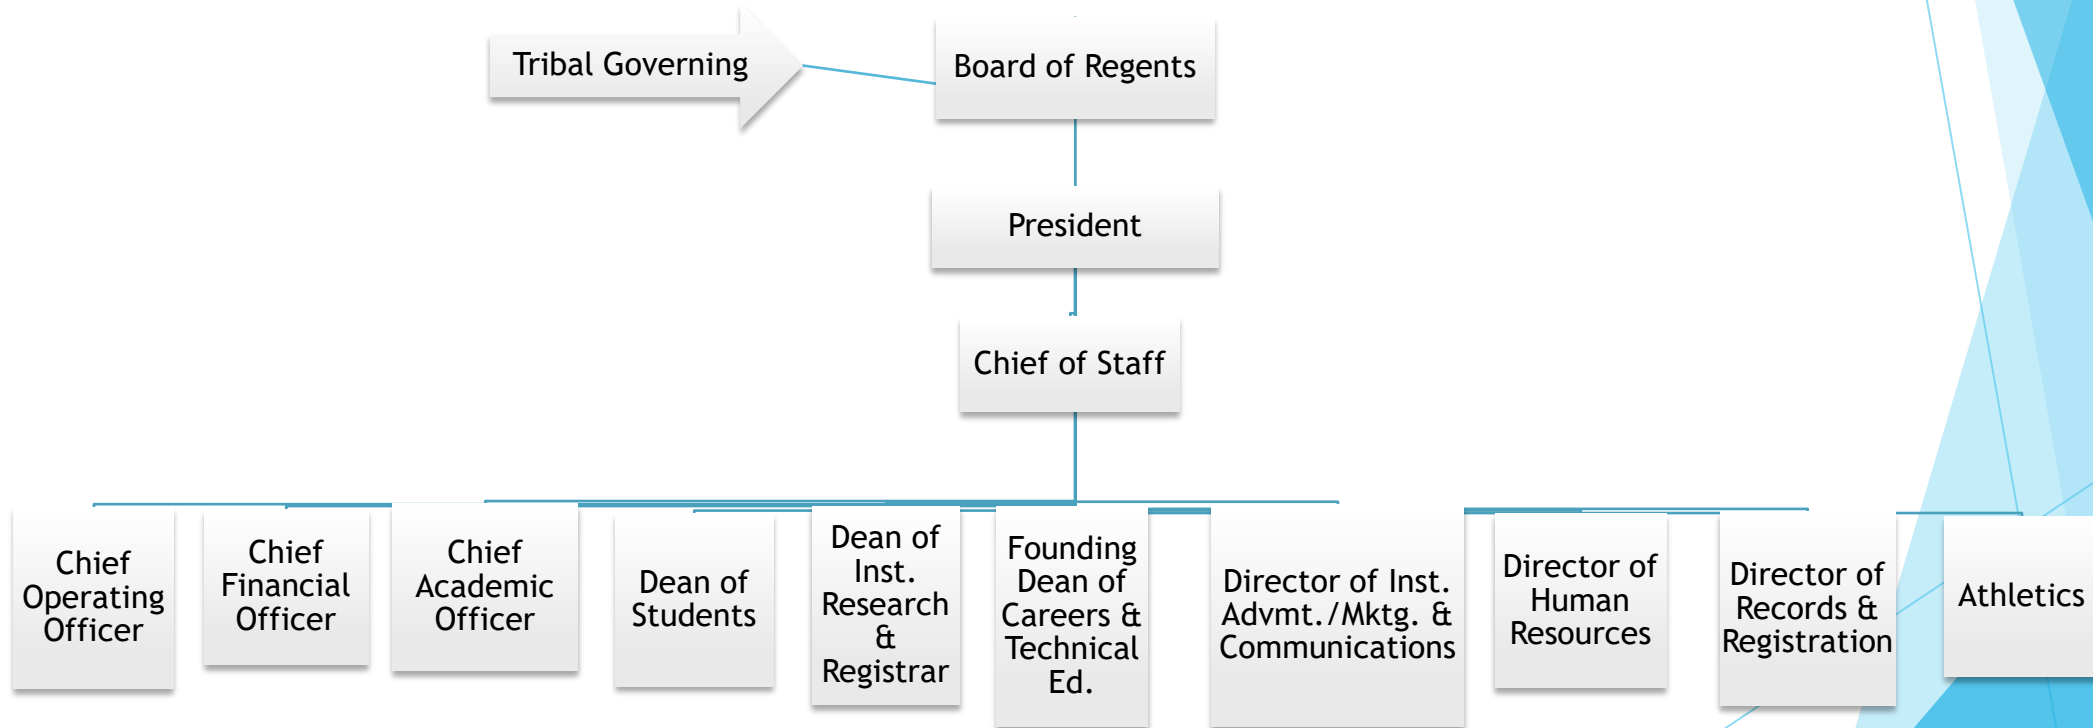 Tribal Governing
Board of Regents
President
Chief of Staff
Chief
Operating
Officer
Chief
Financial
Officer
Chief
Academic
Officer
Dean of
Students
Dean of
Inst.
Research
&
Registrar
Founding
Dean of
Careers &
Technical
Ed.
Director of Inst.
Advmt./Mktg. &
Communications
Director of
Human
Resources
Director of
Records &
Registration
Athletics